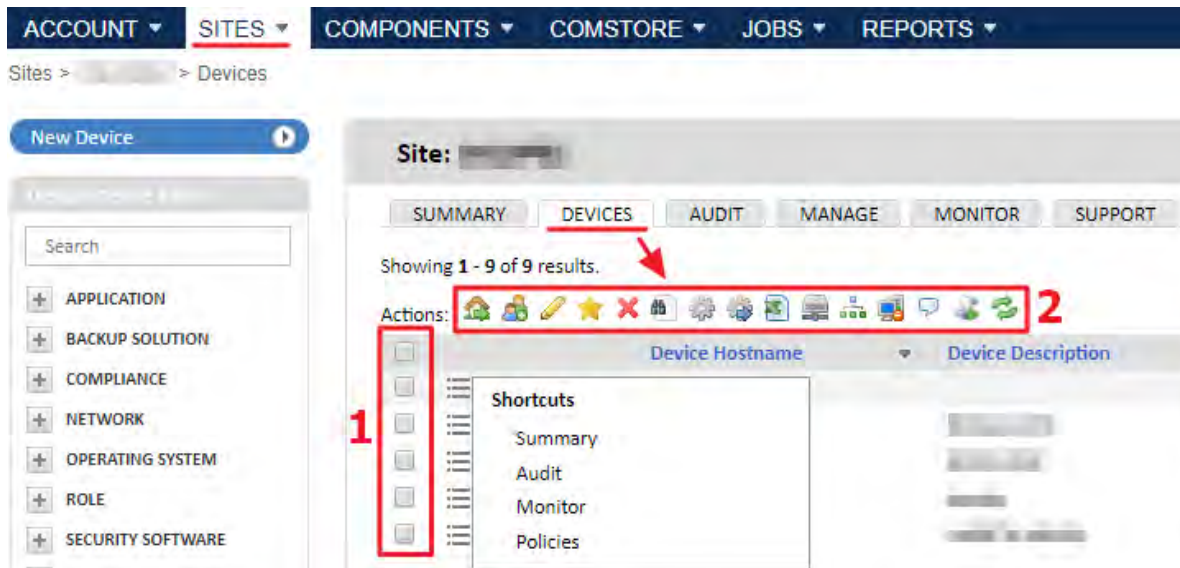 ACCOUNT SITES COMPONENTS COMSTORE JOBS REPORTS
Sites > > Devices
New Device
Site:
SUMMARY DEVICES AUDIT MANAGE MONITOR SUPPORT
Search
Showing 1 - 9 of 9 results.
APPLICATION
Actions: 2
BACKUP SOLUTION
Device Hostname Device Description
COMPLIANCE
Shortcuts
NETWORK
1
Summary
OPERATING SYSTEM
Audit
ROLE
Monitor
SECURITY SOFTWARE
Policies